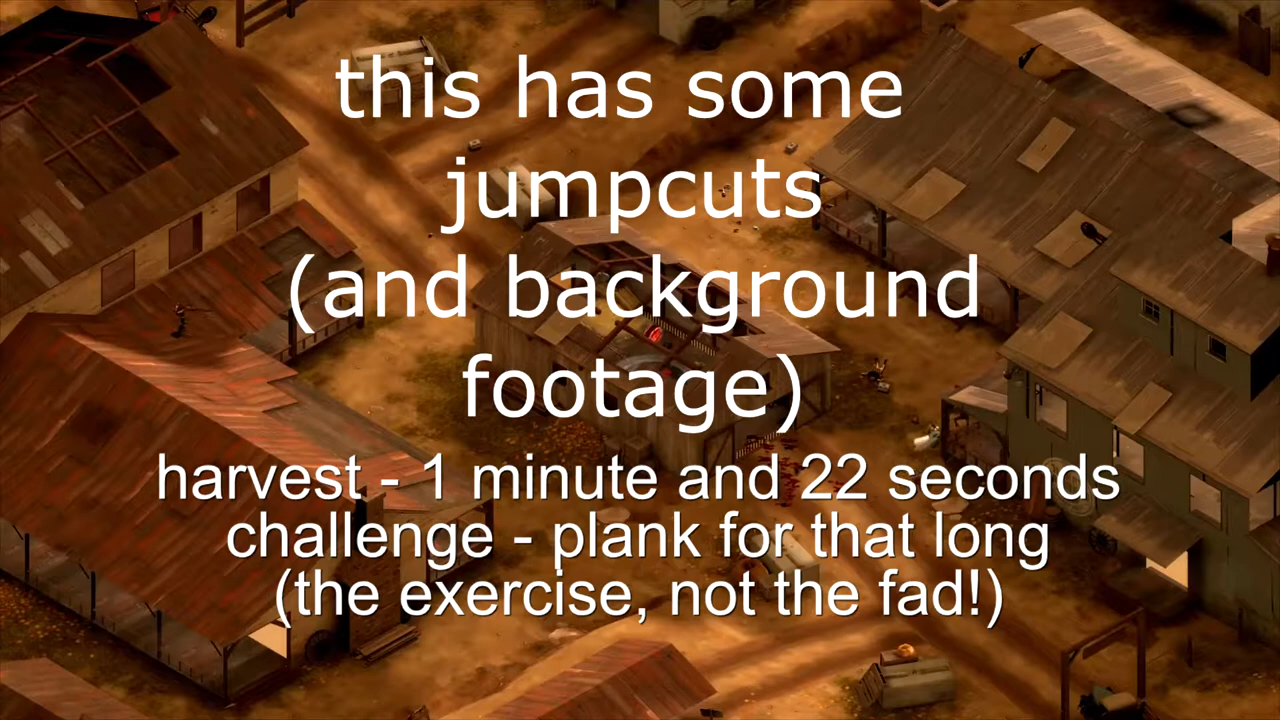 this has some
jumpcuts
(and background
footage)
harvest - 1 minute and 22 seconds
challenge - plank for that long
(the exercise, not the fad!)